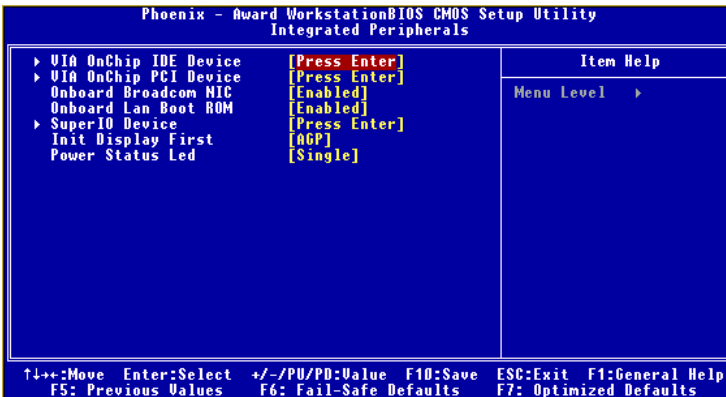 Phoenix - Award WorkstationBIOS CMOS Setup Utility
Integrated Peripherals
▸ VIA OnChip IDE Device [Press Enter]
▸ VIA OnChip PCI Device [Press Enter]
Onboard Broadcom NIC [Enabled]
Onboard Lan Boot ROM [Enabled]
▸ SuperIO Device [Press Enter]
Init Display First [AGP]
Power Status Led [Single]
Item Help
Menu Level ▸
↑↓→←:Move Enter:Select +/-/PU/PD:Value F10:Save ESC:Exit F1:General Help
F5: Previous Values F6: Fail-Safe Defaults F7: Optimized Defaults